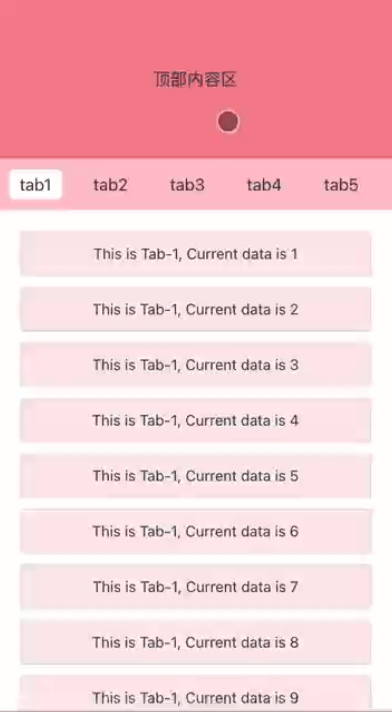 顶部内容区
tab1 tab2 tab3 tab4 tab5
This is Tab-1, Current data is 1
This is Tab-1, Current data is 2
This is Tab-1, Current data is 3
This is Tab-1, Current data is 4
This is Tab-1, Current data is 5
This is Tab-1, Current data is 6
This is Tab-1, Current data is 7
This is Tab-1, Current data is 8
This is Tab-1, Current data is 9